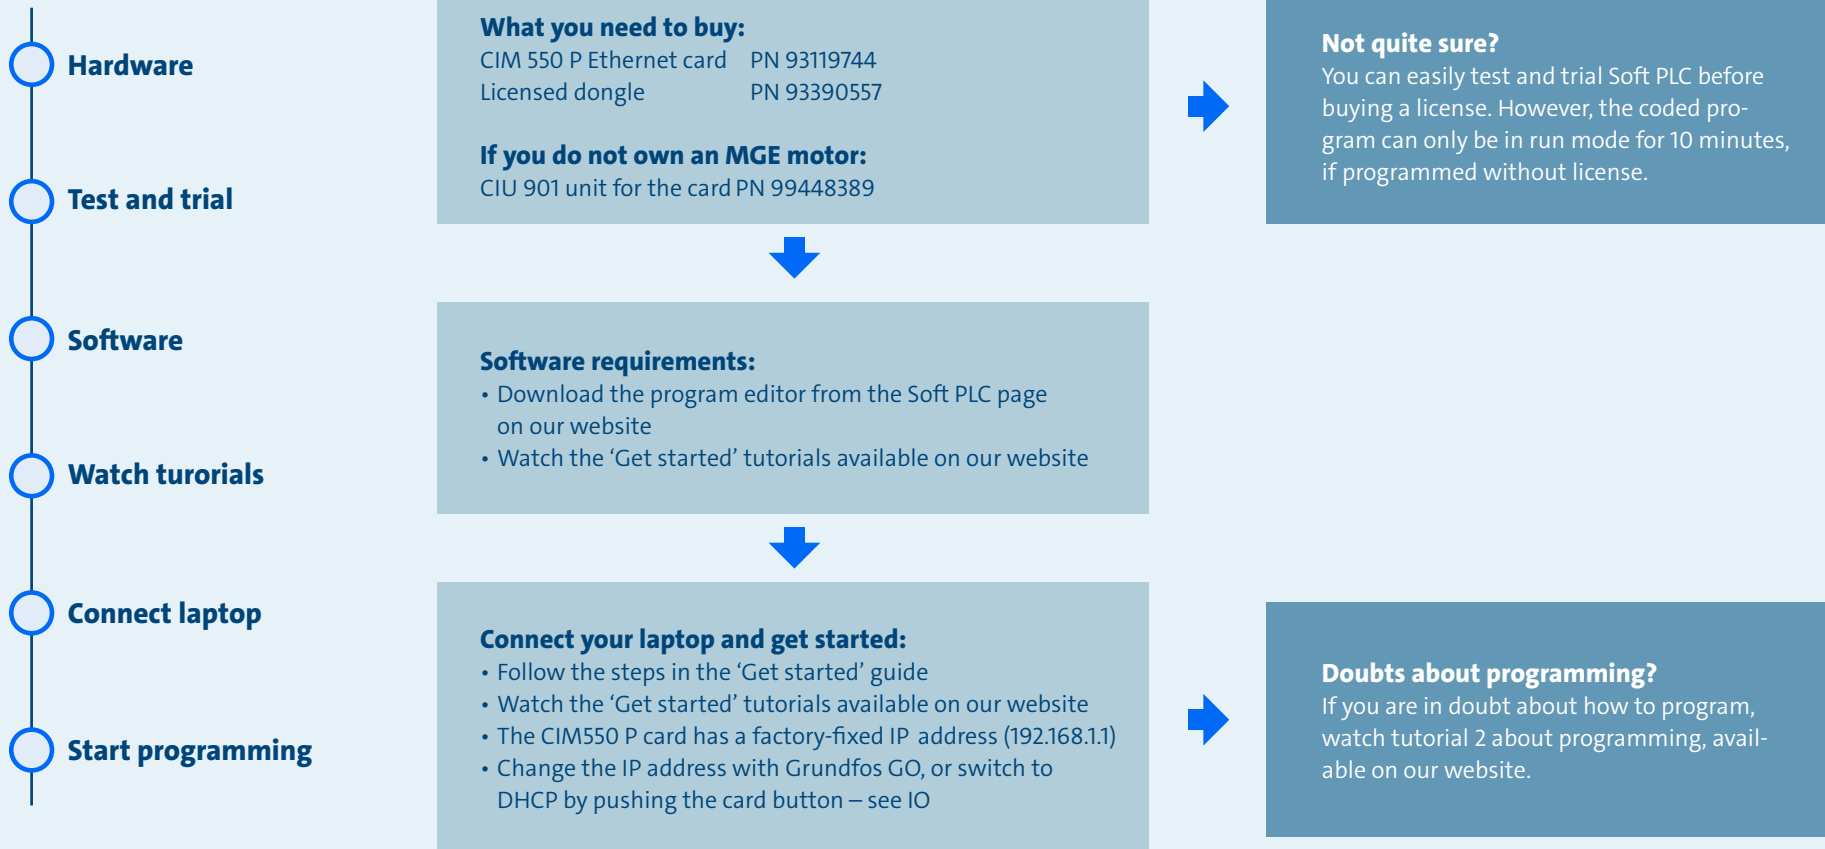 Hardware
Test and trial
Software
Watch turorials
Connect laptop
Start programming
What you need to buy:
CIM 550 P Ethernet card PN 93119744
Licensed dongle PN 93390557
If you do not own an MGE motor:
CIU 901 unit for the card PN 99448389
Not quite sure?
You can easily test and trial Soft PLC before
buying a license. However, the coded pro-
gram can only be in run mode for 10 minutes,
if programmed without license.
Software requirements:
• Download the program editor from the Soft PLC page
on our website
• Watch the ‘Get started’ tutorials available on our website
Connect your laptop and get started:
• Follow the steps in the ‘Get started’ guide
• Watch the ‘Get started’ tutorials available on our website
• The CIM550 P card has a factory-fixed IP address (192.168.1.1)
• Change the IP address with Grundfos GO, or switch to
DHCP by pushing the card button – see IO
Doubts about programming?
If you are in doubt about how to program,
watch tutorial 2 about programming, avail-
able on our website.